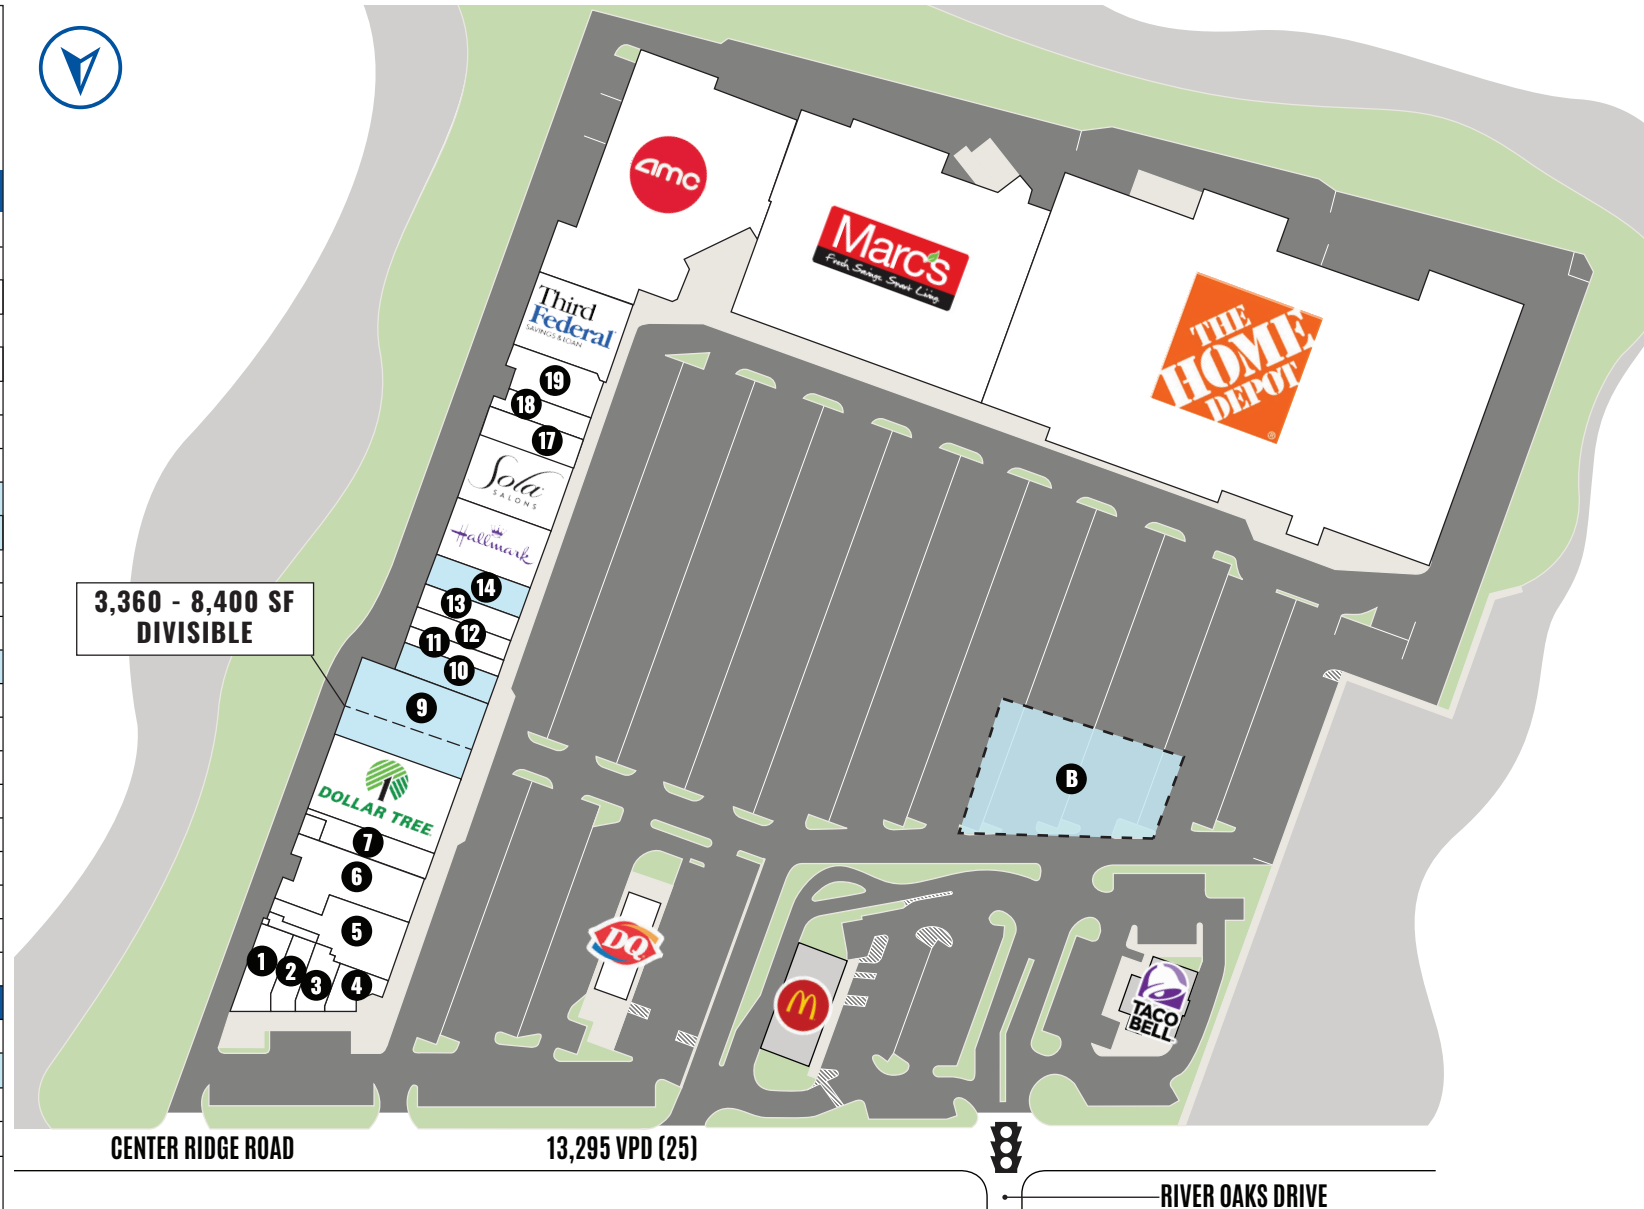 amc
Marc's
Fresh. Savings. Smart Living.
THE
HOME
DEPOT
®
Third
Federal
SAVINGS & LOAN
19
18
17
Sola
SALONS
Hallmark
14
13
12
11
10
3,360 - 8,400 SF
DIVISIBLE
9
B
DOLLAR TREE
7
6
5
1
2
3
4
DQ
M
TACO
BELL
CENTER RIDGE ROAD
13,295 VPD (25)
RIVER OAKS DRIVE